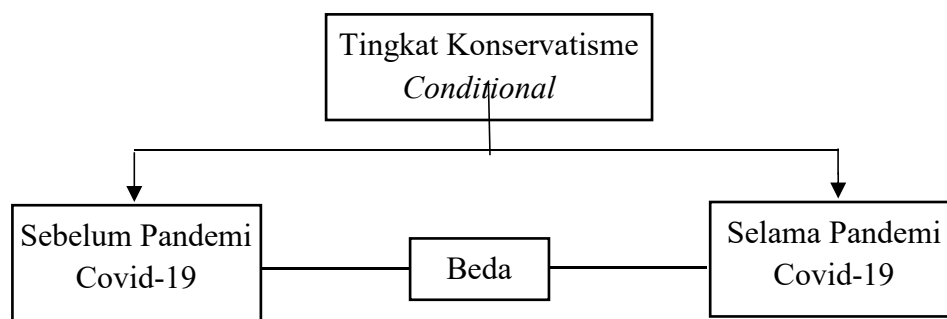 Tingkat Konservatisme
Conditional
Sebelum Pandemi
Covid-19
Beda
Selama Pandemi
Covid-19